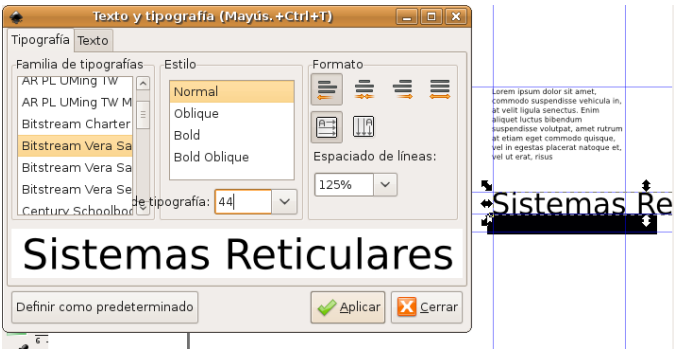 Texto y tipografía (Mayús.+Ctrl+T)
Tipografía Texto
Familia de tipografías
AR PL UMing TW
AR PL UMing TW M
Bitstream Charter
Bitstream Vera Sa
Bitstream Vera Sa
Bitstream Vera Se
Century Schoolboo
Estilo
Normal
Oblique
Bold
Bold Oblique
de tipografía: 44
Formato
Espaciado de líneas:
125%
Sistemas Reticulares
Definir como predeterminado
Aplicar
Cerrar
Lorem ipsum dolor sit amet,
commodo suspendisse vehicula in,
at velit ligula senectus. Enim
aliquet luctus bibendum
suspendisse volutpat, amet rutrum
at etiam eget commodo quisque,
vel in egestas placerat natoque et,
vel ut erat, risus
Sistemas Re
6